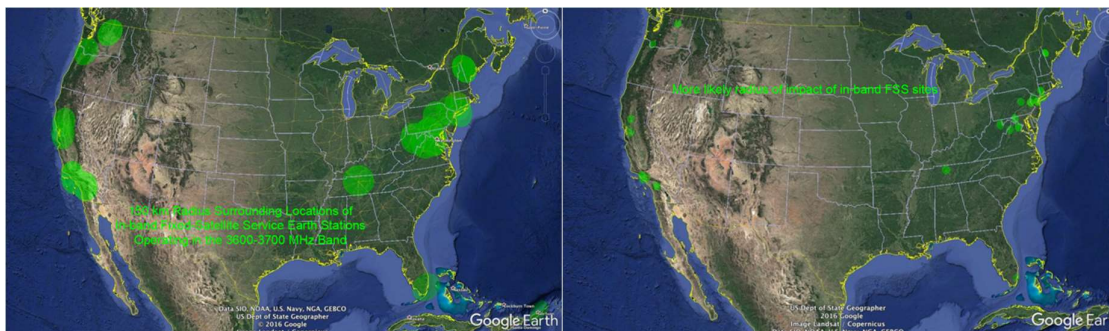 150 km Radius Surrounding Locations of
In-band Fixed-Satellite Service Earth Stations
Operating in the 3600-3700 MHz Band
Data SIO, NOAA, U.S. Navy, NGA, GEBCO
US Dept of State Geographer
© 2016 Google
Google Earth
More likely radius of impact of in-band FSS sites
US Dept of State Geographer
© 2016 Google
Image Landsat / Copernicus
Google Ear